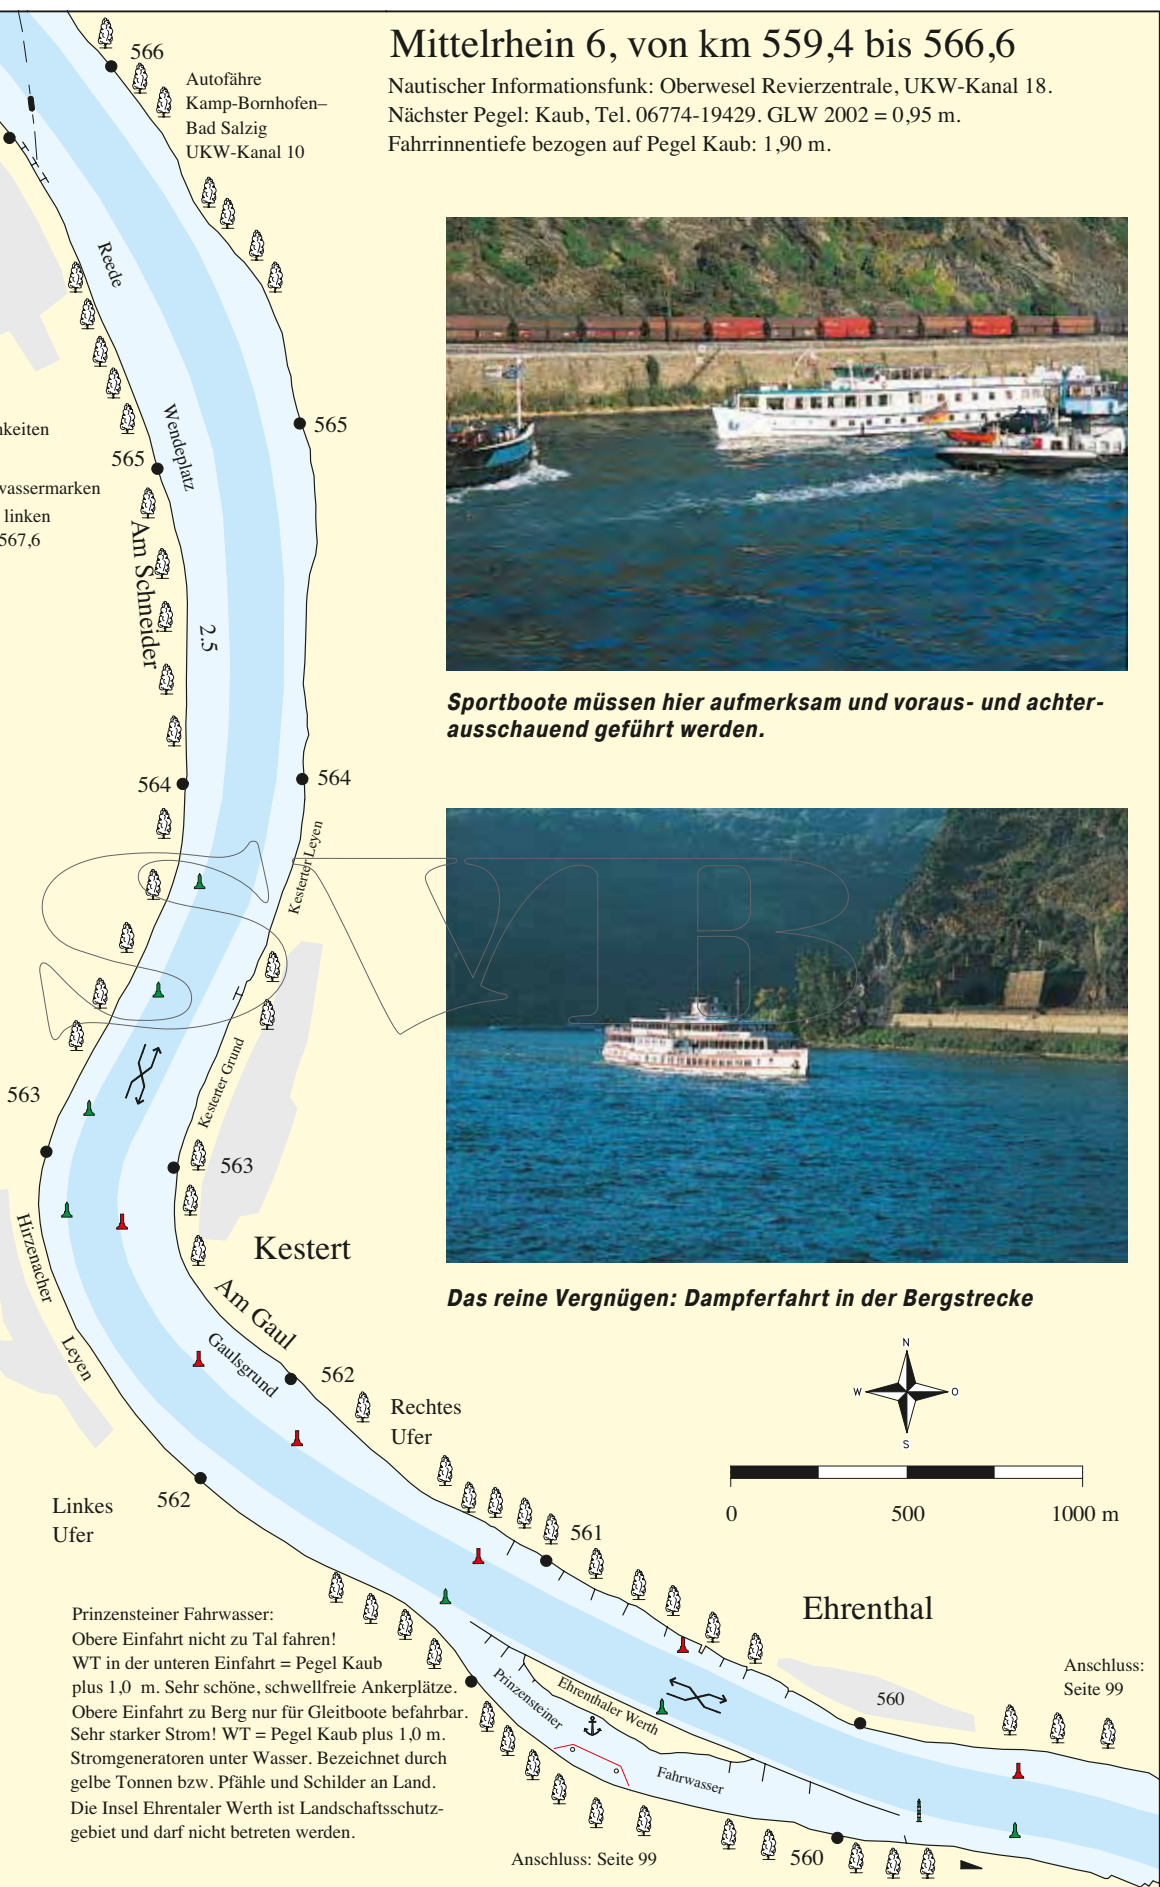 Mittelrhein 6, von km 559,4 bis 566,6
Nautischer Informationsfunk: Oberwesel Revierzentrale, UKW-Kanal 18.
Nächster Pegel: Kaub, Tel. 06774-19429. GLW 2002 = 0,95 m.
Fahrrinnentiefe bezogen auf Pegel Kaub: 1,90 m.
566
Autofähre
Kamp-Bornhofen–
Bad Salzig
UKW-Kanal 10
Reede
Wendeplatz
565
565
nkeiten
wassermarken
linken
567,6
Am Schneider
2.5
Sportboote müssen hier aufmerksam und voraus- und achter-
ausschauend geführt werden.
564
564
Kesterter Leyen
SMB
Kesterter Grund
563
563
Hirzenacher
Leyen
Kestert
Am Gaul
Gaulsgrund
Das reine Vergnügen: Dampferfahrt in der Bergstrecke
562
Rechtes
Ufer
N
W
O
S
0
500
1000 m
Linkes
Ufer
562
561
Ehrenthal
Prinzensteiner Fahrwasser:
Obere Einfahrt nicht zu Tal fahren!
WT in der unteren Einfahrt = Pegel Kaub
plus 1,0 m. Sehr schöne, schwellfreie Ankerplätze.
Obere Einfahrt zu Berg nur für Gleitboote befahrbar.
Sehr starker Strom! WT = Pegel Kaub plus 1,0 m.
Stromgeneratoren unter Wasser. Bezeichnet durch
gelbe Tonnen bzw. Pfähle und Schilder an Land.
Die Insel Ehrentaler Werth ist Landschaftsschutz-
gebiet und darf nicht betreten werden.
Prinzensteiner
Fahrwasser
Ehrenthaler Werth
560
Anschluss:
Seite 99
Anschluss: Seite 99
560